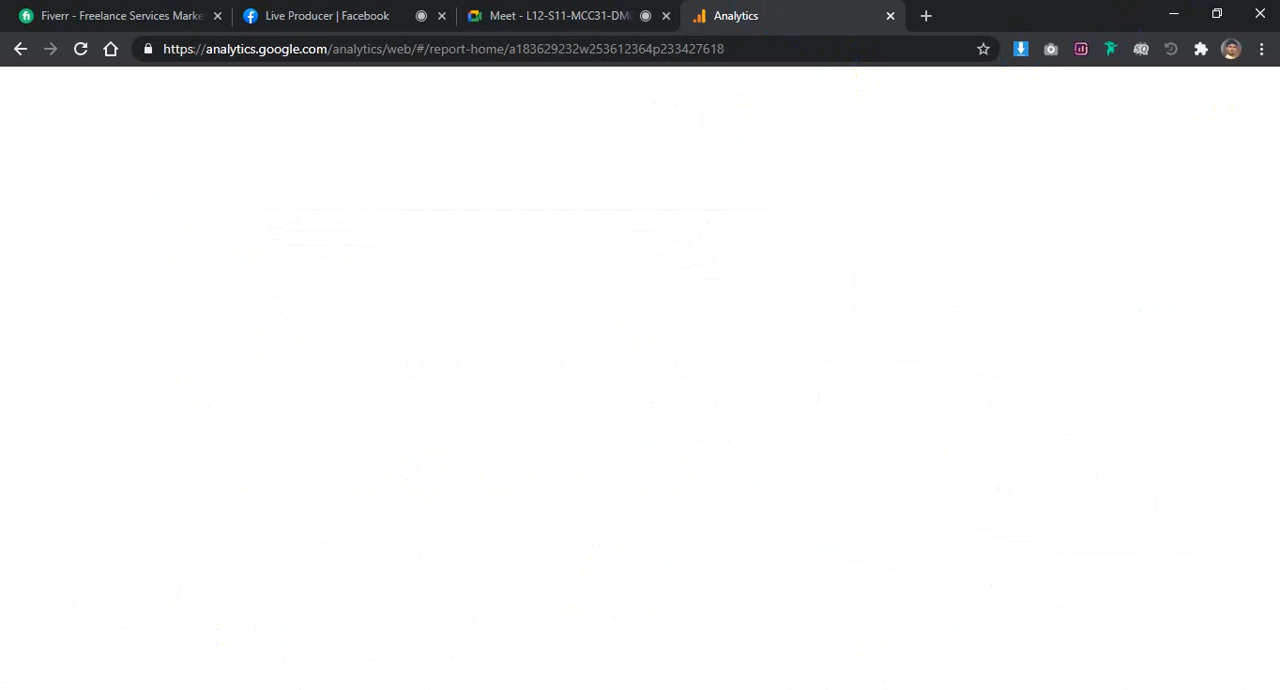 Fiverr - Freelance Services Marke
Live Producer | Facebook
Meet - L12-S11-MCC31-DM
Analytics
https://analytics.google.com/analytics/web/#/report-home/a183629232w253612364p233427618